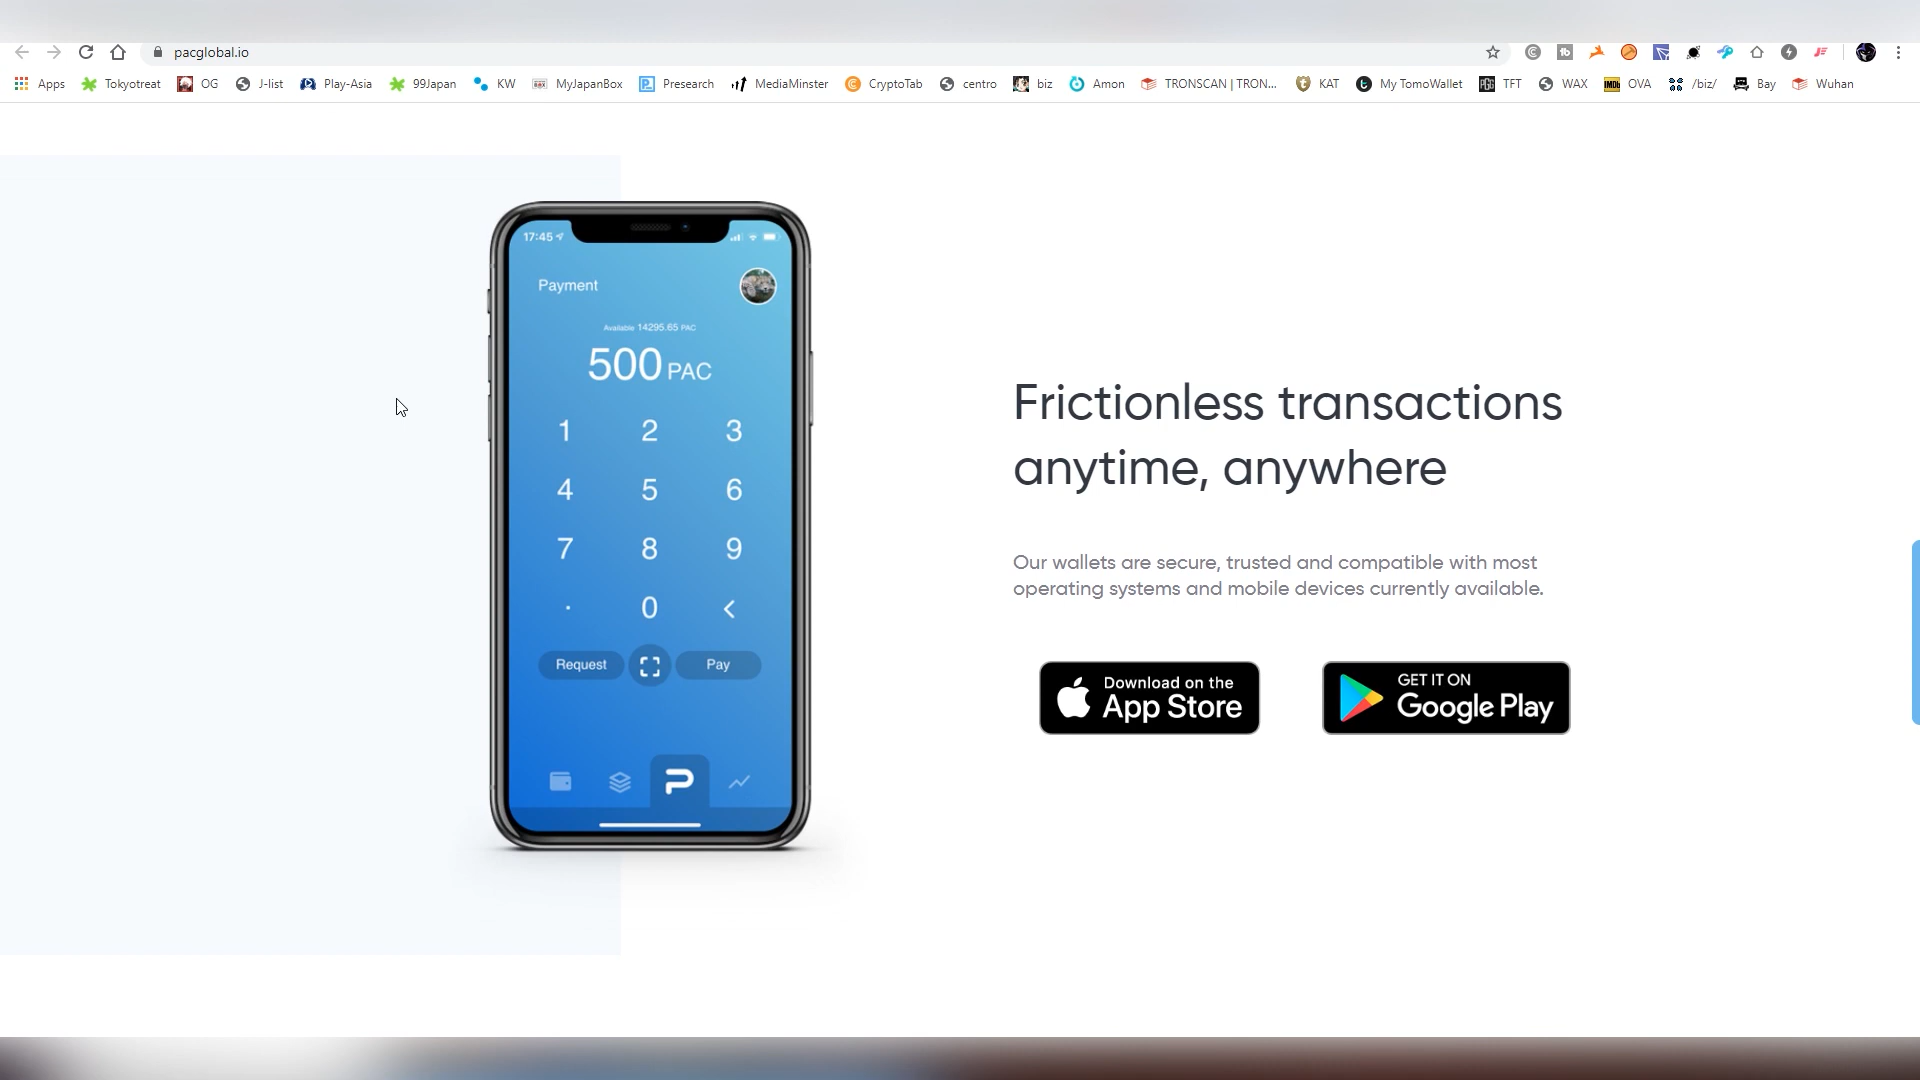 pacglobal.io
Apps Tokyotreat OG J-list Play-Asia 99Japan KW MyJapanBox Presearch MediaMinster CryptoTab centro biz Amon TRONSCAN | TRON... KAT My TomoWallet TFT WAX OVA /biz/ Bay Wuhan
17:45
Payment
Available 14295.65 PAC
500 PAC
1 2 3
4 5 6
7 8 9
. 0 <
Request Pay
Frictionless transactions
anytime, anywhere
Our wallets are secure, trusted and compatible with most
operating systems and mobile devices currently available.
Download on the
App Store
GET IT ON
Google Play